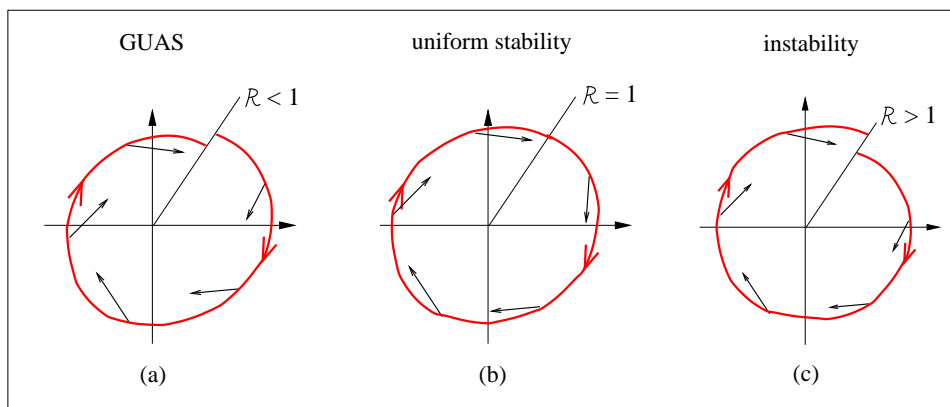 GUAS
uniform stability
instability
R < 1
R = 1
R > 1
(a)
(b)
(c)